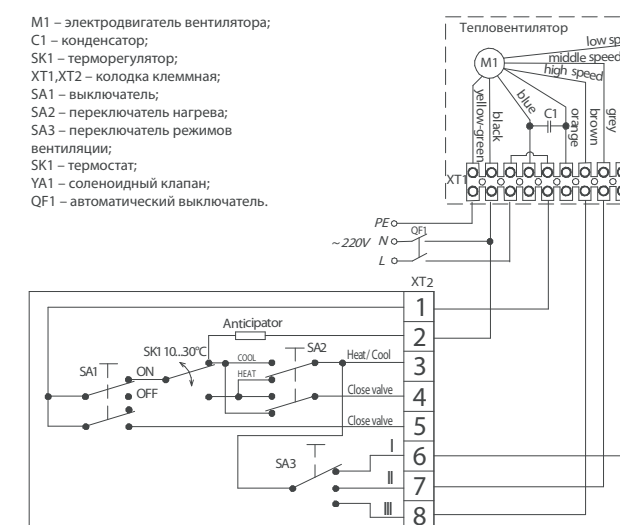 M1 – электродвигатель вентилятора;
C1 – конденсатор;
SK1 – терморегулятор;
XT1,XT2 – колодка клеммная;
SA1 – выключатель;
SA2 – переключатель нагрева;
SA3 – переключатель режимов
вентиляции;
SK1 – термостат;
YA1 – соленоидный клапан;
QF1 – автоматический выключатель.
Тепловентилятор
M1
low sp
middle speed
high speed
yellow-green
black
blue
C1
orange
brown
grey
XT1
PE
~220V N
QF1
L
XT2
1
Anticipator
2
SK1 10...30°C
COOL
SA2
Heat/Cool
3
SA1
ON
HEAT
OFF
Close valve
4
Close valve
5
I
6
SA3
II
7
III
8